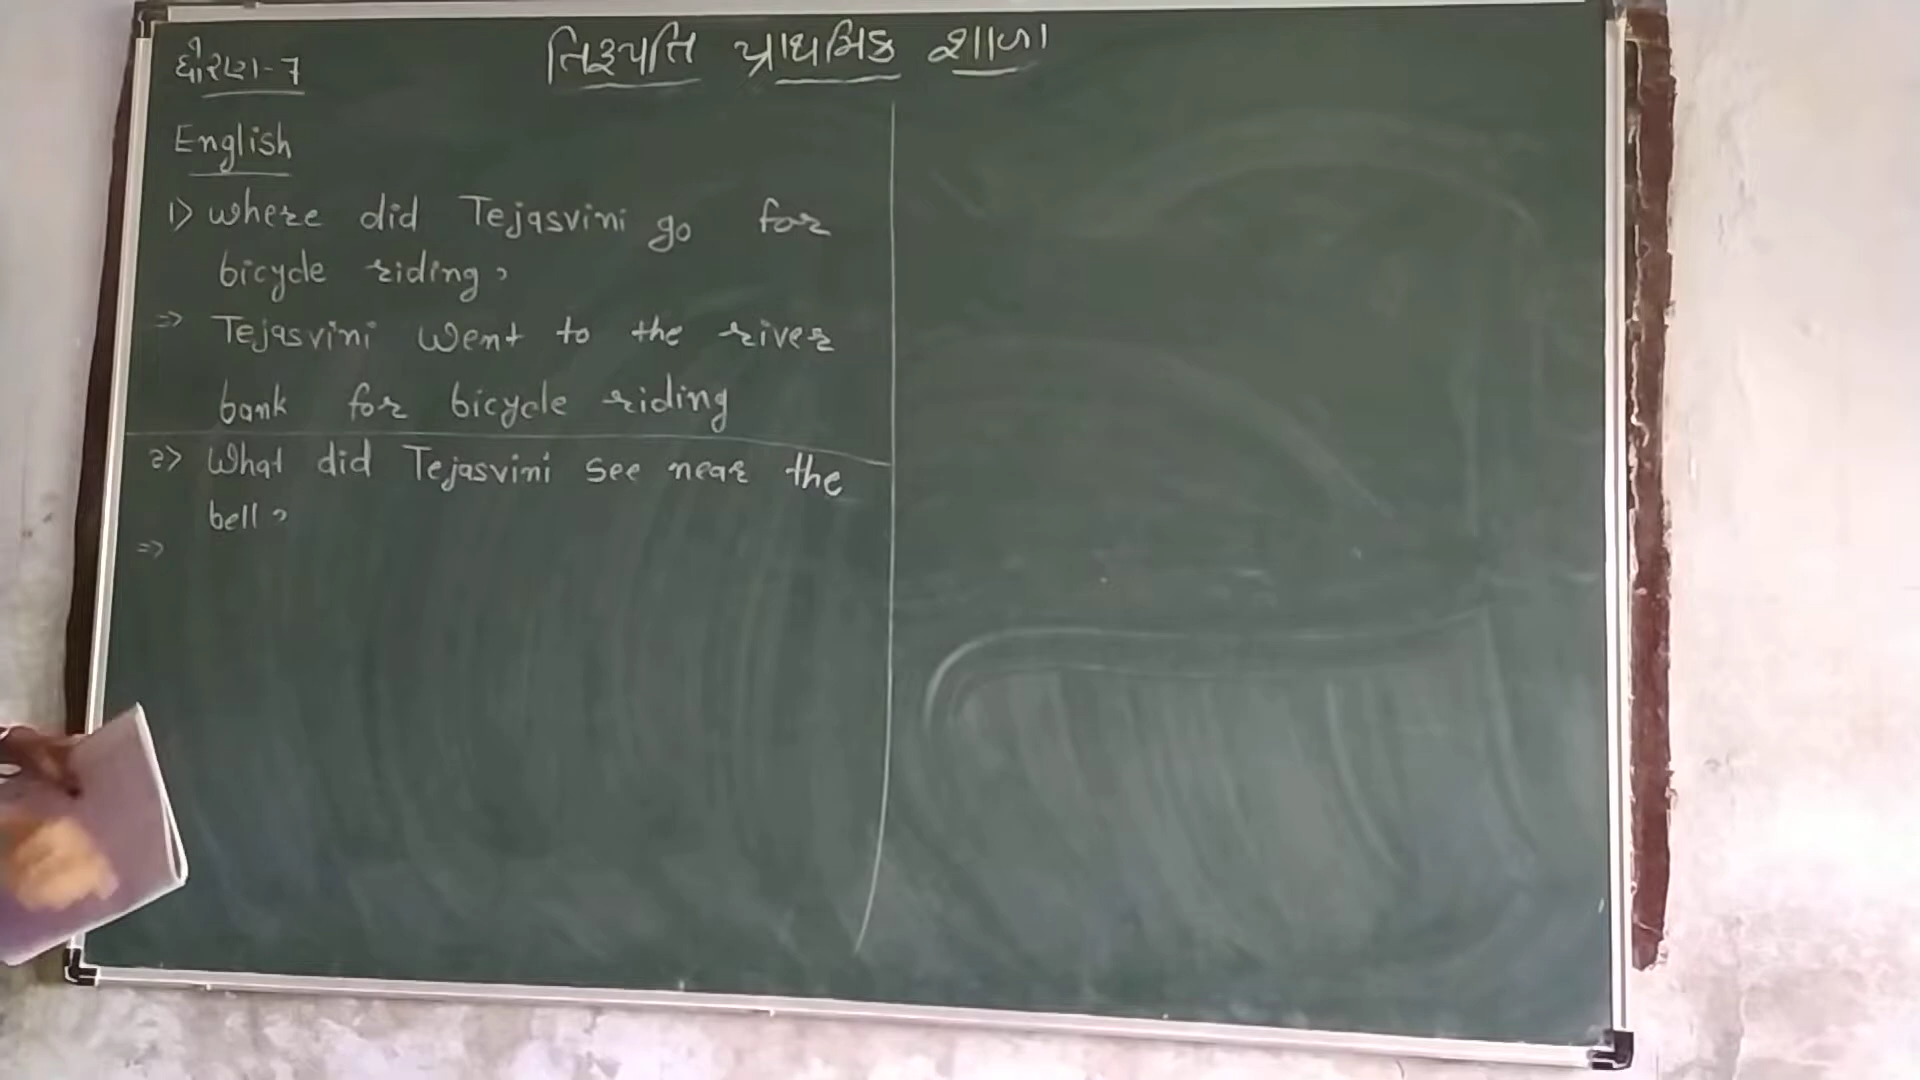 ધોરણ-7
તિરૂપતિ પ્રાથમિક શાળા
English
1) where did Tejasvini go for
bicycle riding?
=> Tejasvini went to the river
bank for bicycle riding
2) What did Tejasvini see near the
bell?
=>